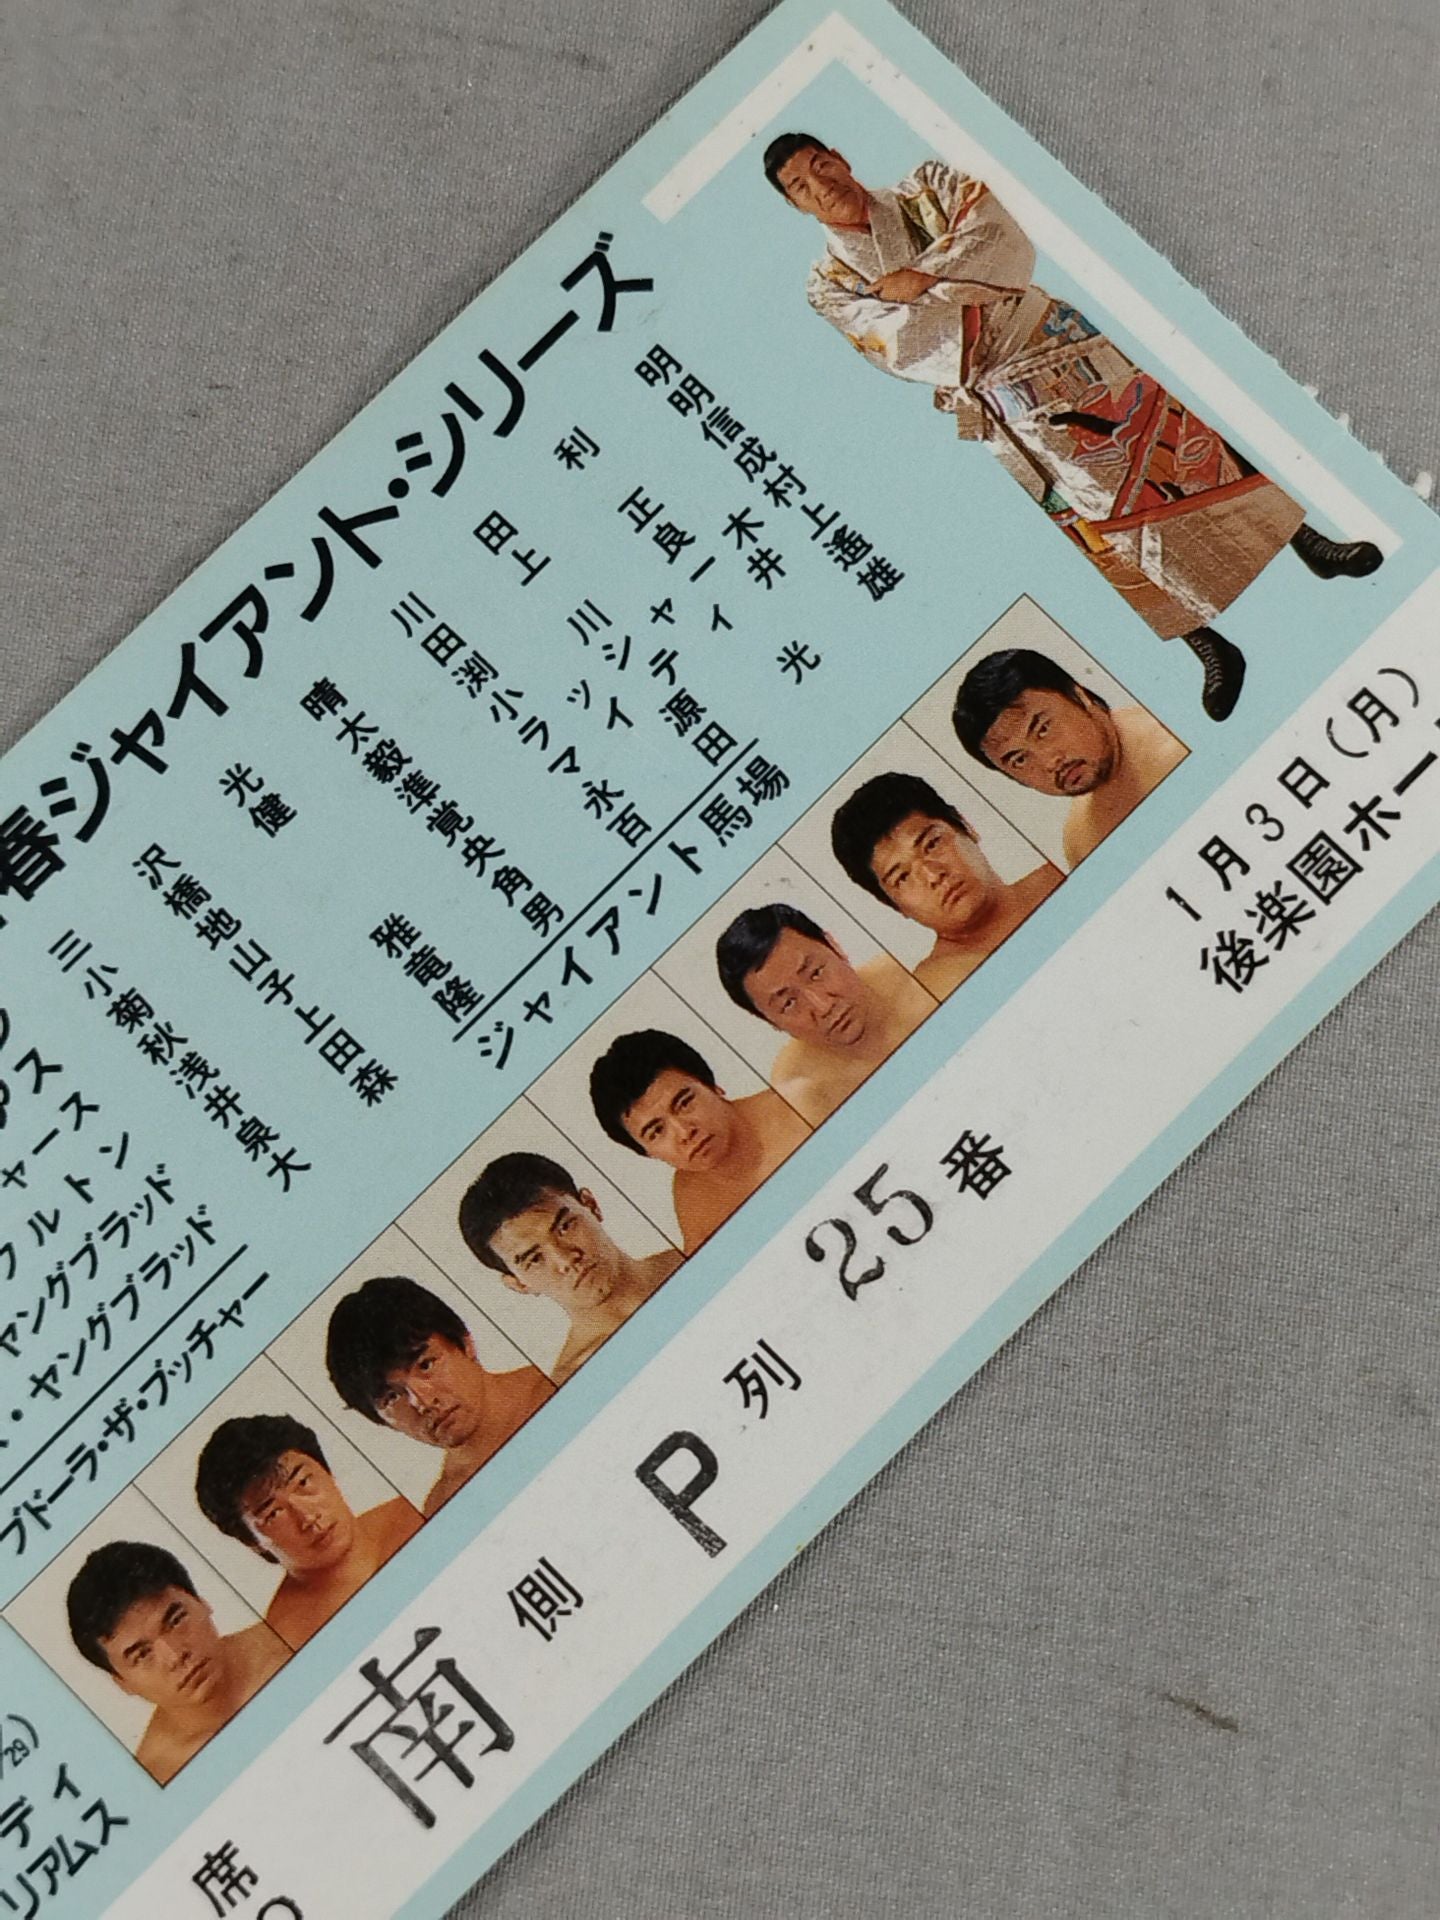 春ジャイアント・シリーズ
三沢光晴 川田利明
小橋健太 田上明
菊地毅 渕正信
秋山準 小川良成
浅子覚 ラッシャー木村
井上雅央 マイティ井上
泉田竜角 永源遙
大森隆男 百田光雄
ジャイアント馬場
ャース
フルトン
ヤングブラッド
・ヤングブラッド
ブドーラ・ザ・ブッチャー
/29)
ディ
リアムス
1月3日(月)
後楽園ホー
席 南側 P列 25番